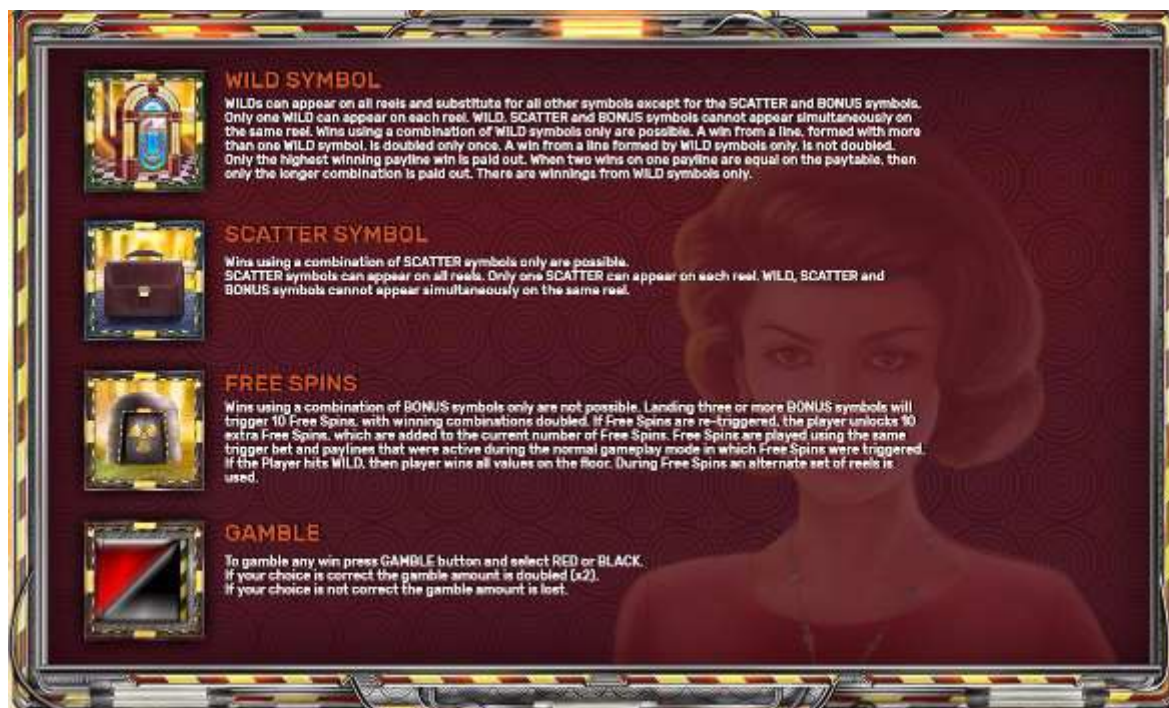 WILD SYMBOL
WILDs can appear on all reels and substitute for all other symbols except for the SCATTER and BONUS symbols.
Only one WILD can appear on each reel. WILD, SCATTER and BONUS symbols cannot appear simultaneously on
the same reel. Wins using a combination of WILD symbols only are possible. A win from a line, formed with more
than one WILD symbol, is doubled only once. A win from a line formed by WILD symbols only, is not doubled.
Only the highest winning payline win is paid out. When two wins on one payline are equal on the paytable, then
only the longer combination is paid out. There are winnings from WILD symbols only.
SCATTER SYMBOL
Wins using a combination of SCATTER symbols only are possible.
SCATTER symbols can appear on all reels. Only one SCATTER can appear on each reel. WILD, SCATTER and
BONUS symbols cannot appear simultaneously on the same reel.
FREE SPINS
Wins using a combination of BONUS symbols only are not possible. Landing three or more BONUS symbols will
trigger 10 Free Spins, with winning combinations doubled. If Free Spins are re-triggered, the player unlocks 10
extra Free Spins, which are added to the current number of Free Spins. Free Spins are played using the same
trigger bet and paylines that were active during the normal gameplay mode in which Free Spins were triggered.
If the Player hits WILD, then player wins all values on the floor. During Free Spins an alternate set of reels is
used.
GAMBLE
To gamble any win press GAMBLE button and select RED or BLACK.
If your choice is correct the gamble amount is doubled (x2).
If your choice is not correct the gamble amount is lost.